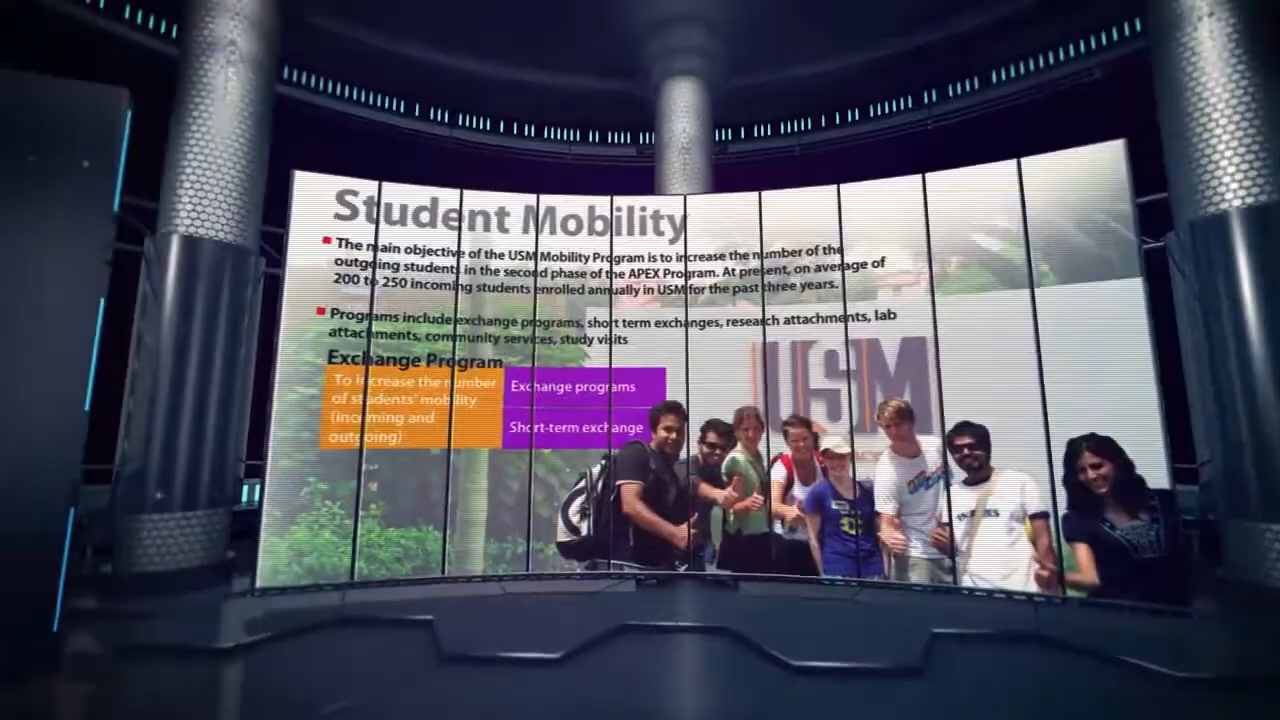 Student Mobility
The main objective of the USM Mobility Program is to increase the number of the
outgoing students in the second phase of the APEX Program. At present, on average of
200 to 250 incoming students enrolled annually in USM for the past three years.
Programs include exchange programs, short term exchanges, research attachments, lab
attachments, community services, study visits
Exchange Program
To increase the number
of students' mobility
(incoming and
outgoing)
Exchange programs
Short-term exchange
USM